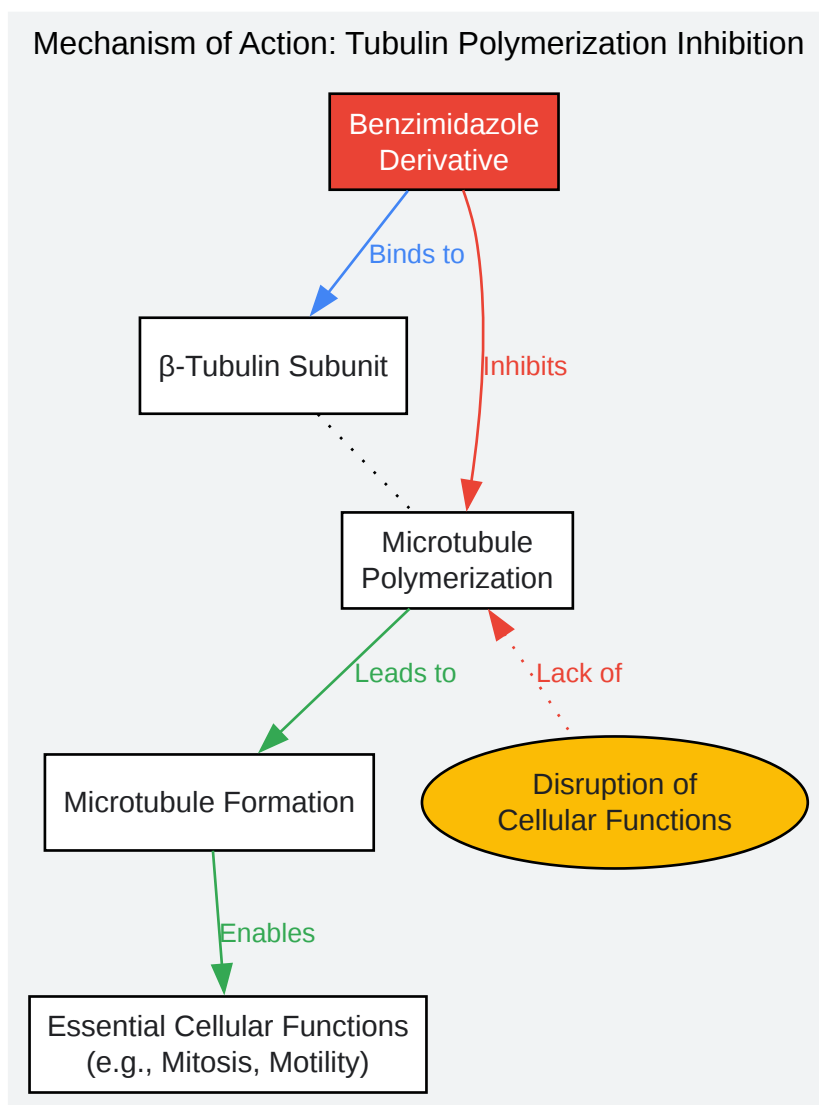 Mechanism of Action: Tubulin Polymerization Inhibition
Benzimidazole
Derivative
Binds to
β-Tubulin Subunit
Inhibits
Microtubule
Polymerization
Leads to
Lack of
Microtubule Formation
Disruption of
Cellular Functions
Enables
Essential Cellular Functions
(e.g., Mitosis, Motility)